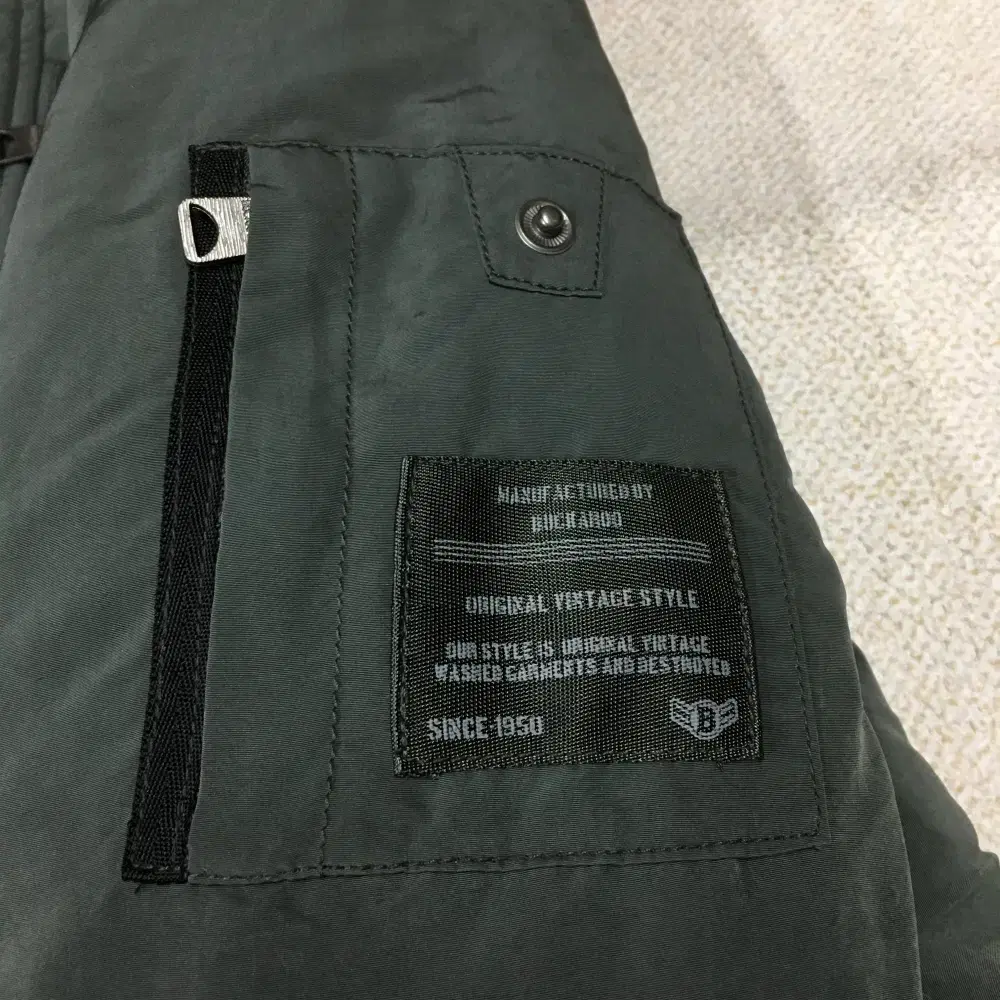 MANUFACTURED BY
BUCKAROO
ORIGINAL VINTAGE STYLE
OUR STYLE IS ORIGINAL VINTAGE
WASHED GARMENTS AND DESTROYED
SINCE 1950
B